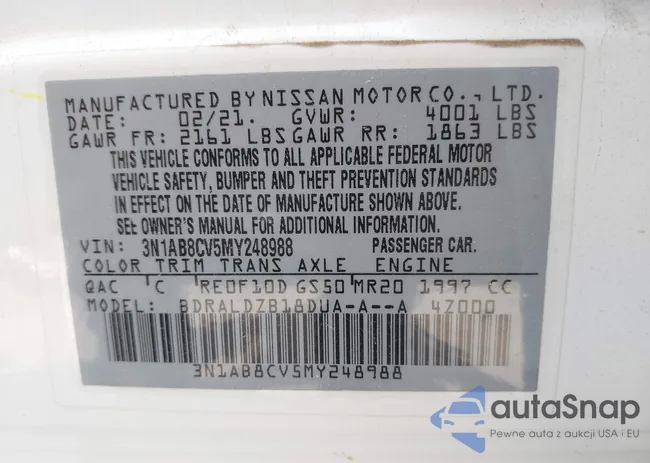 MANUFACTURED BY NISSAN MOTOR CO., LTD.
DATE: 02/21. GVWR: 4001 LBS
GAWR FR: 2161 LBS GAWR RR: 1863 LBS
THIS VEHICLE CONFORMS TO ALL APPLICABLE FEDERAL MOTOR
VEHICLE SAFETY, BUMPER AND THEFT PREVENTION STANDARDS
IN EFFECT ON THE DATE OF MANUFACTURE SHOWN ABOVE.
SEE OWNER'S MANUAL FOR ADDITIONAL INFORMATION.
VIN: 3N1AB8CV5MY248988 PASSENGER CAR.
COLOR TRIM TRANS AXLE ENGINE
QAC C RE0F10D GS50 MR20 1997 CC
MODEL: BDRALDZB18DUA-A--A 4Z000
3N1AB8CV5MY248988
autaSnap
Pewne auta z aukcji USA i EU